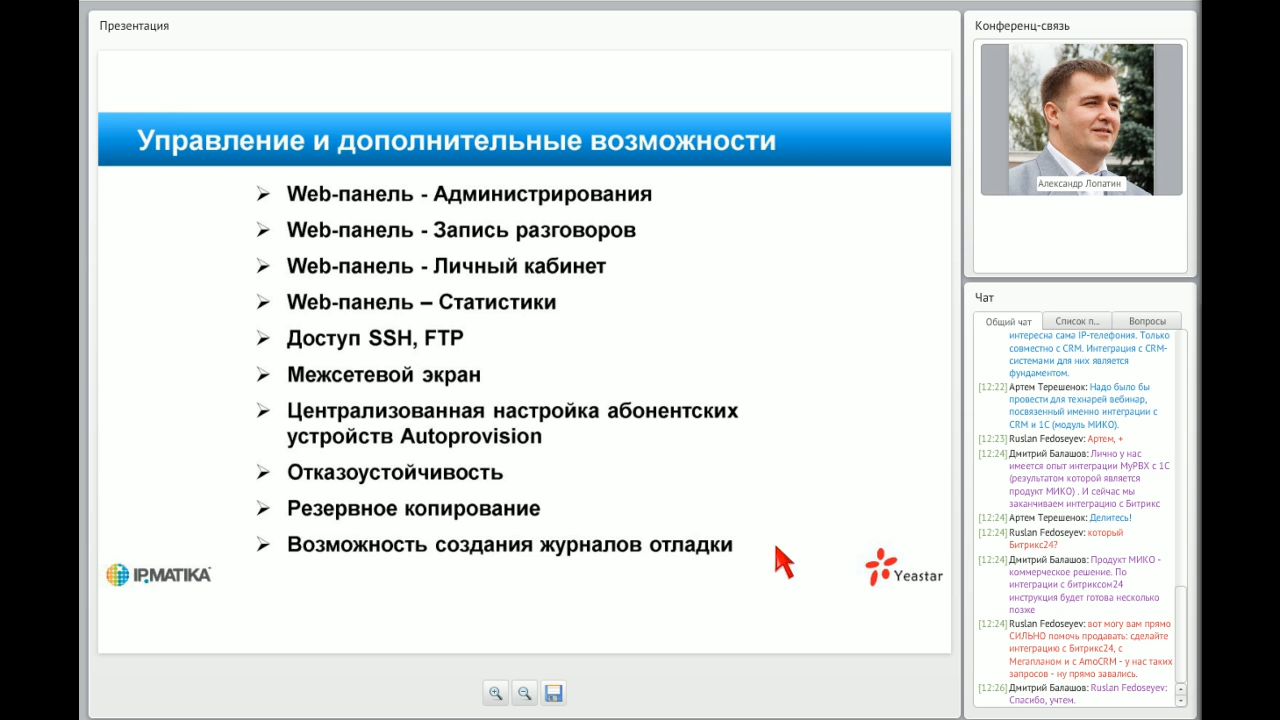 Презентация
Управление и дополнительные возможности
Web-панель - Администрирования
Web-панель - Запись разговоров
Web-панель - Личный кабинет
Web-панель – Статистики
Доступ SSH, FTP
Межсетевой экран
Централизованная настройка абонентских
устройств Autoprovision
Отказоустойчивость
Резервное копирование
Возможность создания журналов отладки
IP.MATIKA
Yeastar
Конференц-связь
Александр Лопатин
Чат
Общий чат
Список п...
Вопросы
интересна сама IP-телефония. Только
совместно с CRM. Интеграция с CRM-
системами для них является
фундаментом.
[12:22] Артем Терешенок: Надо было бы
провести для технарей вебинар,
посвязенный именно интеграции с
CRM и 1С (модуль МИКО).
[12:23] Ruslan Fedoseyev: Артем, +
[12:24] Дмитрий Балашов: Лично у нас
имеется опыт интеграции MyPBX с 1С
(результатом которой является
продукт МИКО) . И сейчас мы
заканчиваем интеграцию с Битрикс
[12:24] Артем Терешенок: Делитесь!
[12:24] Ruslan Fedoseyev: который
Битрикс24?
[12:24] Дмитрий Балашов: Продукт МИКО -
коммерческое решение. По
интеграции с битриксом24
инструкция будет готова несколько
позже
[12:24] Ruslan Fedoseyev: вот могу вам прямо
СИЛЬНО помочь продавать: сделайте
интеграцию с Битрикс24, с
Мегапланом и с AmoCRM - у нас таких
запросов - ну прямо завались.
[12:26] Дмитрий Балашов: Ruslan Fedoseyev:
Спасибо, учтем.